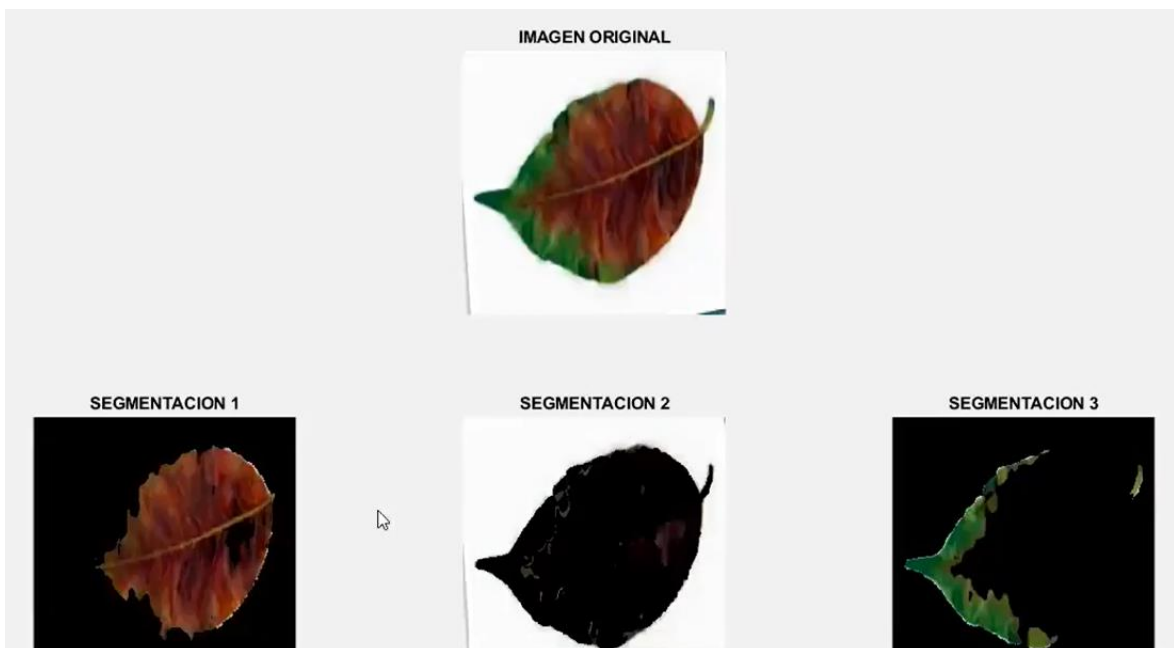 IMAGEN ORIGINAL
SEGMENTACION 1
SEGMENTACION 2
SEGMENTACION 3